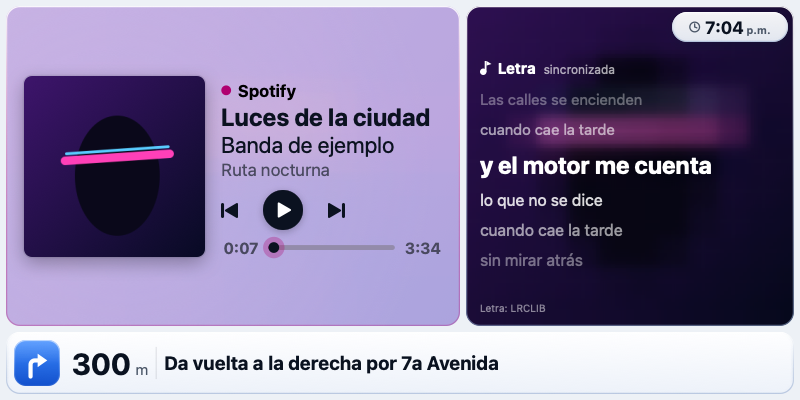 Spotify
Luces de la ciudad
Banda de ejemplo
Ruta nocturna
0:07
3:34
7:04 p.m.
Letra sincronizada
Las calles se encienden
cuando cae la tarde
y el motor me cuenta
lo que no se dice
cuando cae la tarde
sin mirar atrás
Letra: LRCLIB
300 m
Da vuelta a la derecha por 7a Avenida